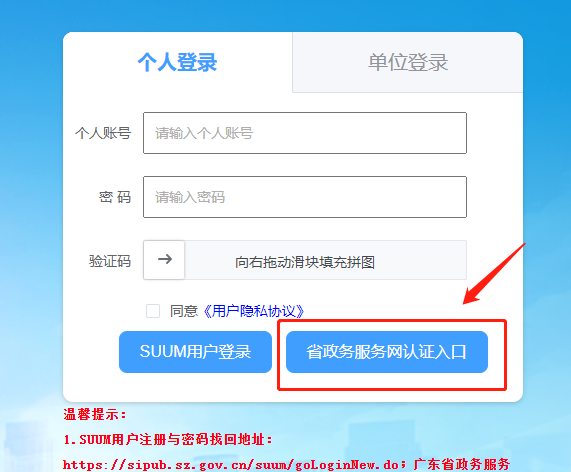 个人登录 单位登录
个人账号 请输入个人账号
密 码 请输入密码
验证码 → 向右拖动滑块填充拼图
同意《用户隐私协议》
SUUM用户登录 省政务服务网认证入口
温馨提示：
1.SUUM用户注册与密码找回地址：
https://sipub.sz.gov.cn/suum/goLoginNew.do；广东省政务服务